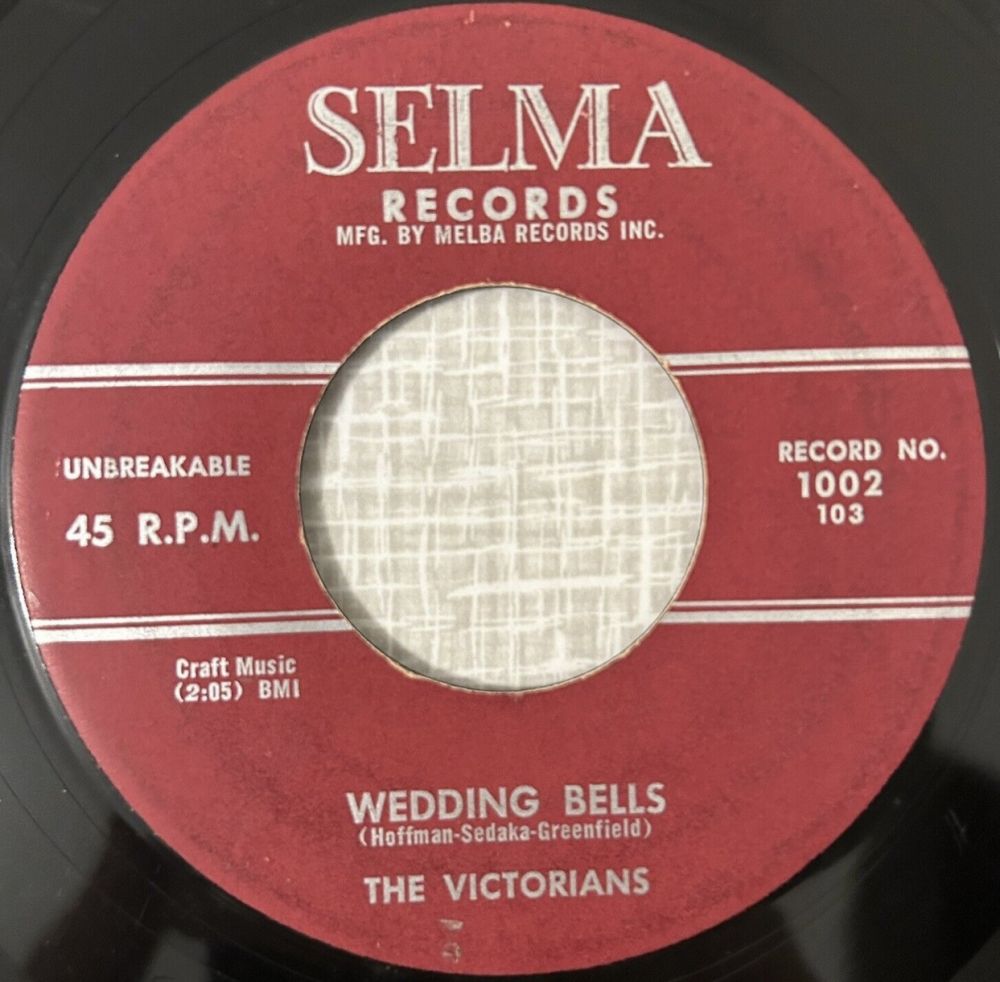 SELMA
RECORDS
MFG. BY MELBA RECORDS INC.
UNBREAKABLE
45 R.P.M.
RECORD NO.
1002
103
Craft Music
(2:05) BMI
WEDDING BELLS
(Hoffman-Sedaka-Greenfield)
THE VICTORIANS